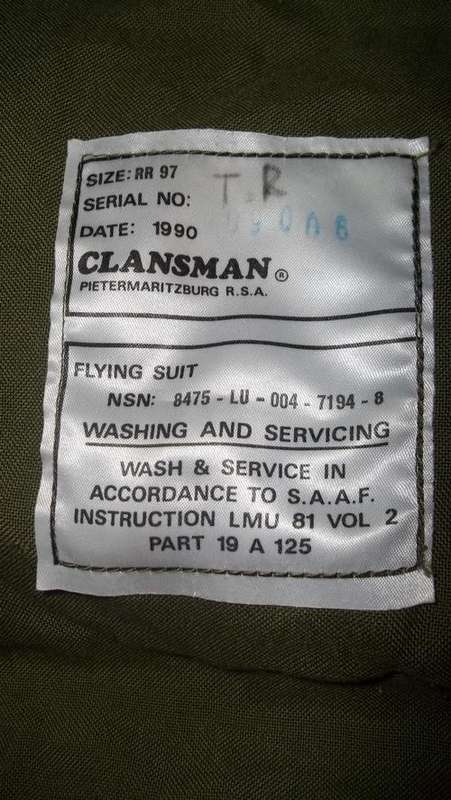 SIZE: RR 97
T.R
SERIAL NO:
DATE: 1990
CLANSMAN ®
PIETERMARITZBURG R.S.A.
FLYING SUIT
NSN: 8475-LU-004-7194-8
WASHING AND SERVICING
WASH & SERVICE IN
ACCORDANCE TO S.A.A.F.
INSTRUCTION LMU 81 VOL 2
PART 19 A 125